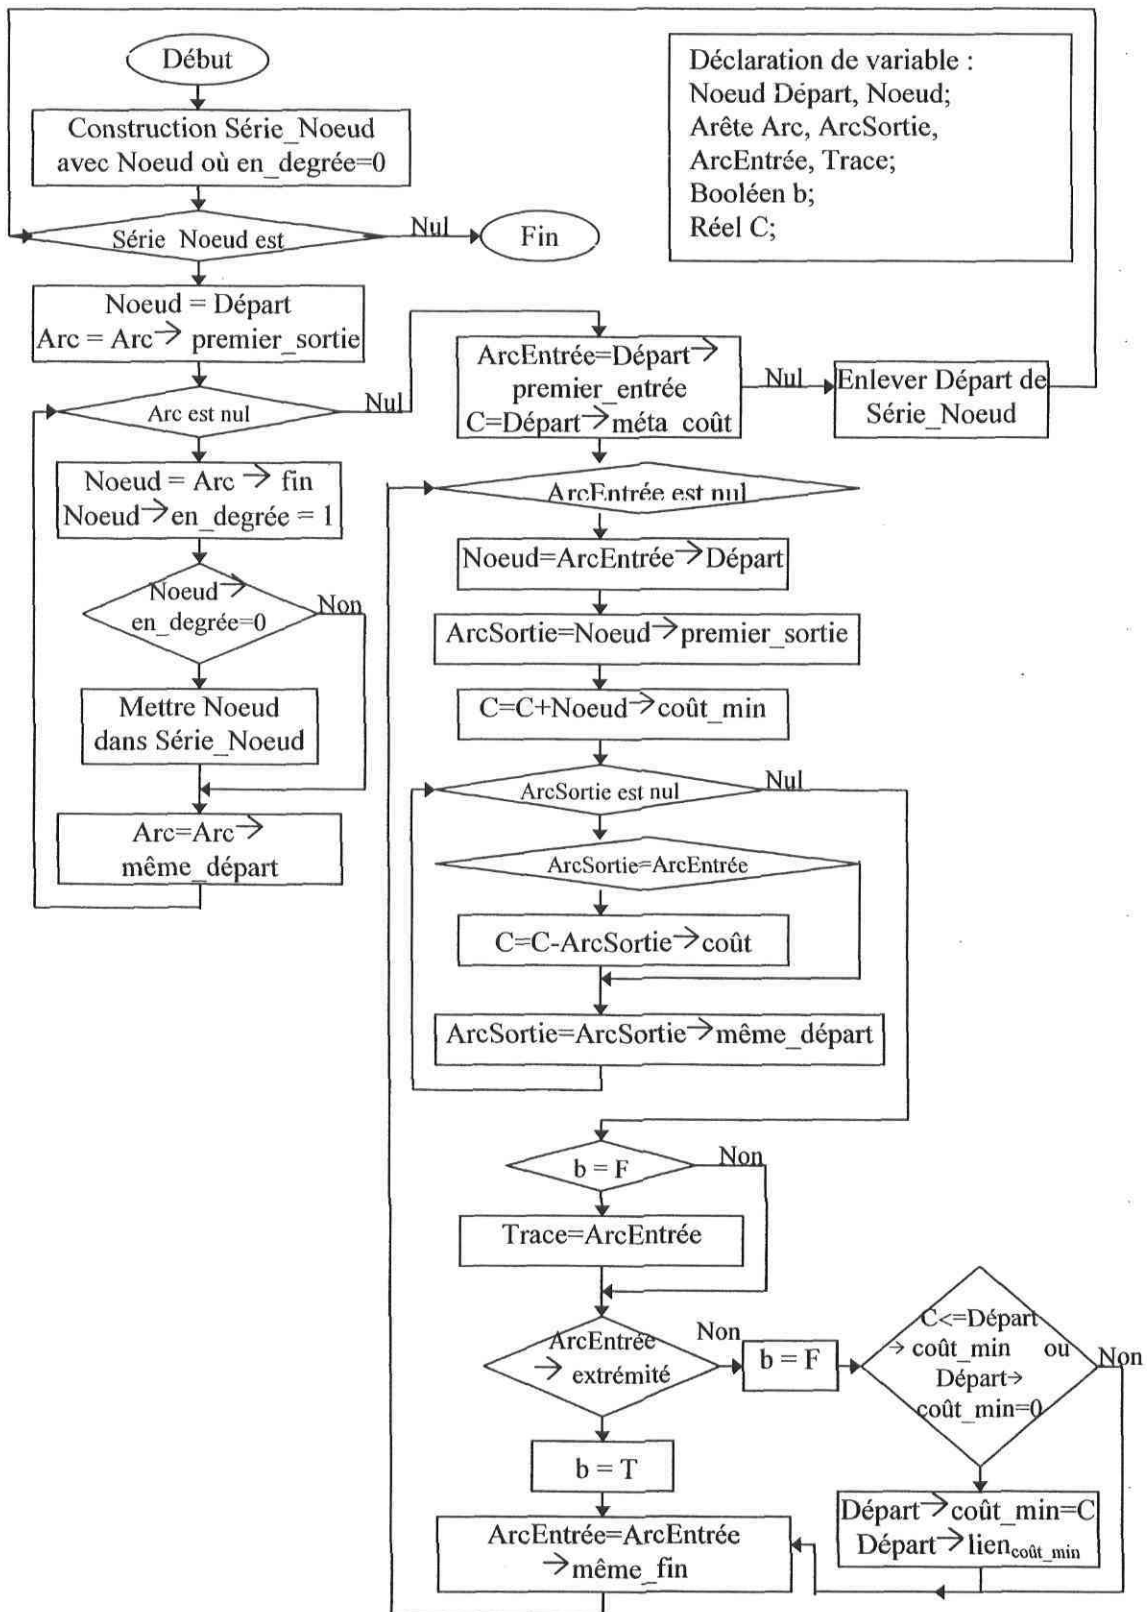 Début
Construction Série_Noeud
avec Noeud où en_degrée=0
Série Noeud est
Nul
Fin
Déclaration de variable :
Noeud Départ, Noeud;
Arête Arc, ArcSortie,
ArcEntrée, Trace;
Booléen b;
Réel C;
Noeud = Départ
Arc = Arc→ premier_sortie
Arc est nul
Nul
Noeud = Arc → fin
Noeud→en_degrée = 1
Noeud→
en_degrée=0
Non
Mettre Noeud
dans Série_Noeud
Arc=Arc→
même_départ
ArcEntrée=Départ→
premier_entrée
C=Départ→méta_coût
Nul
Enlever Départ de
Série_Noeud
ArcEntrée est nul
Noeud=ArcEntrée→Départ
ArcSortie=Noeud→premier_sortie
C=C+Noeud→coût_min
ArcSortie est nul
Nul
ArcSortie=ArcEntrée
C=C-ArcSortie→coût
ArcSortie=ArcSortie→même_départ
b = F
Non
Trace=ArcEntrée
ArcEntrée
→ extrémité
Non
b = F
C<=Départ
→ coût_min ou
Départ→
coût_min=0
Non
b = T
Départ→coût_min=C
Départ→lien coût_min
ArcEntrée=ArcEntrée
→même_fin